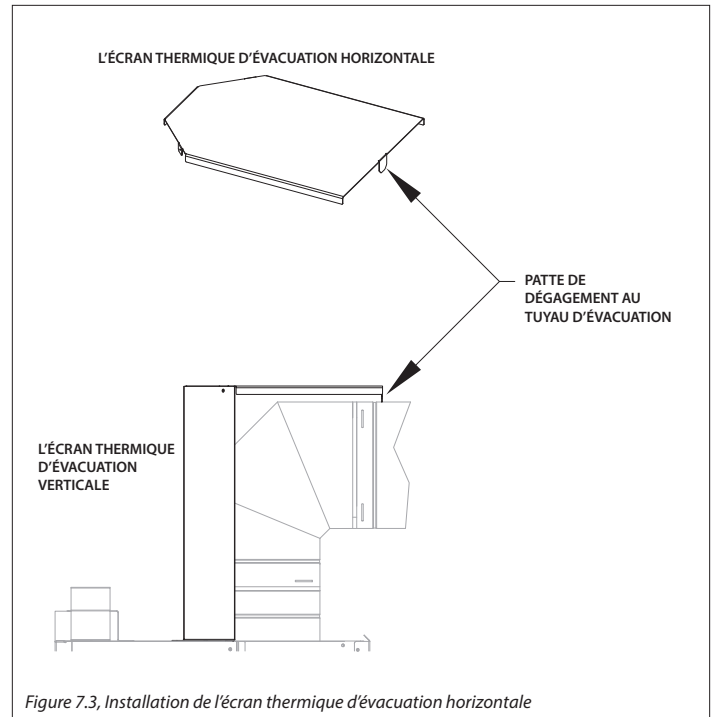 L’ÉCRAN THERMIQUE D’ÉVACUATION HORIZONTALE
PATTE DE
DÉGAGEMENT AU
TUYAU D’ÉVACUATION
L’ÉCRAN THERMIQUE
D’ÉVACUATION
VERTICALE
Figure 7.3, Installation de l’écran thermique d’évacuation horizontale